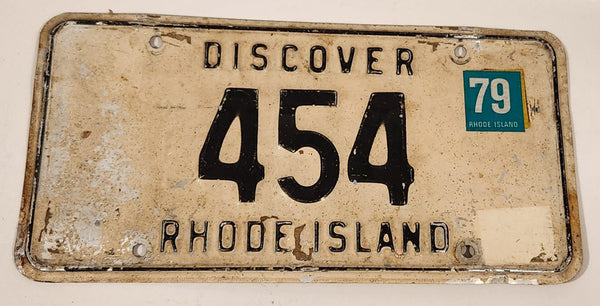 DISCOVER
454
79
RHODE ISLAND
RHODE ISLAND